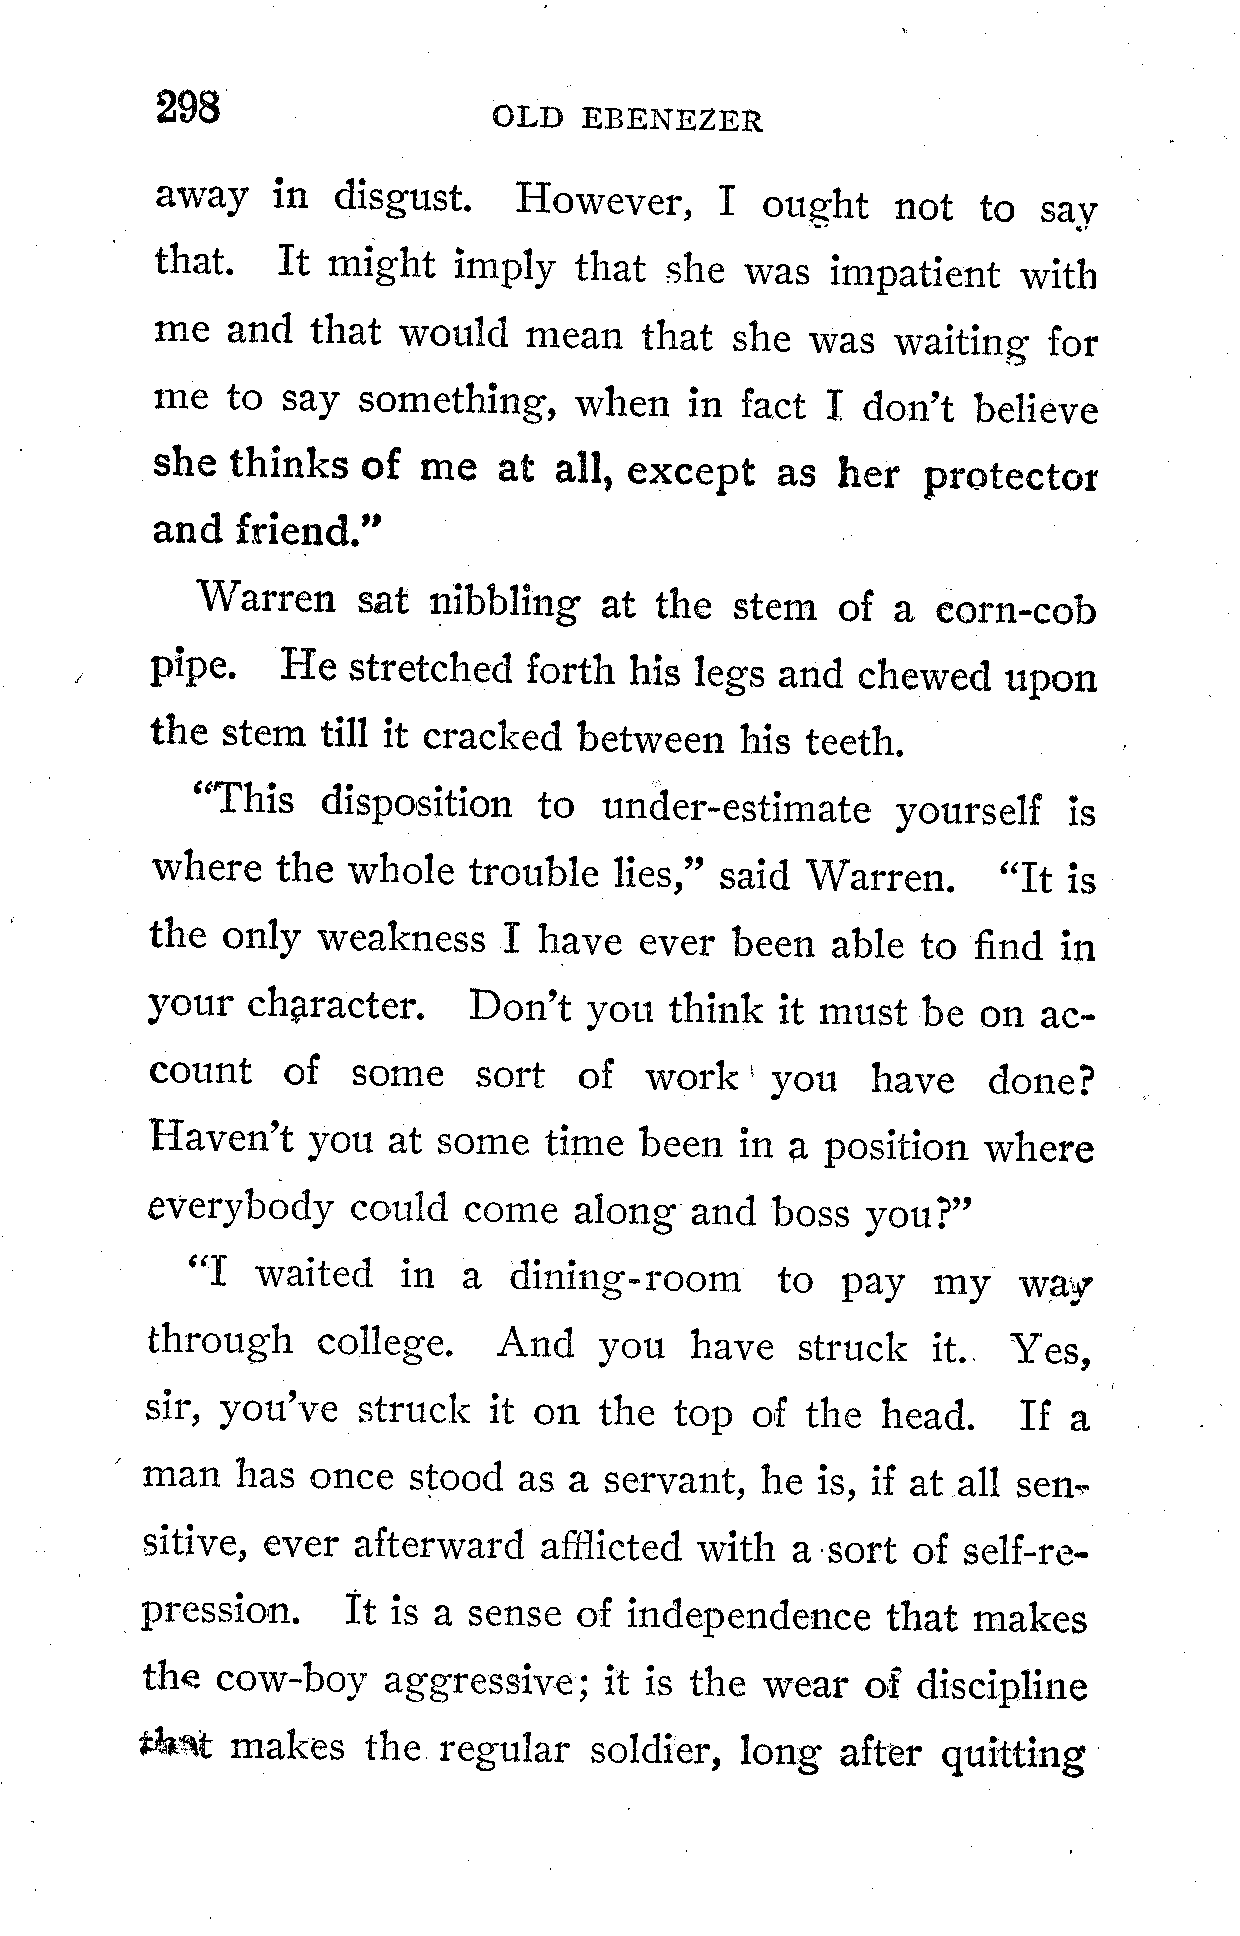 298
OLD EBENEZER
away in disgust. However, I ought not to say
that. It might imply that she was impatient with
me and that would mean that she was waiting for
me to say something, when in fact I don't believe
she thinks of me at all, except as her protector
and friend."
Warren sat nibbling at the stem of a corn-cob
pipe. He stretched forth his legs and chewed upon
the stem till it cracked between his teeth.
"This disposition to under-estimate yourself is
where the whole trouble lies," said Warren. "It is
the only weakness I have ever been able to find in
your character. Don't you think it must be on ac-
count of some sort of work you have done?
Haven't you at some time been in a position where
everybody could come along and boss you?"
"I waited in a dining-room to pay my way
through college. And you have struck it. Yes,
sir, you've struck it on the top of the head. If a
man has once stood as a servant, he is, if at all sen-
sitive, ever afterward afflicted with a sort of self-re-
pression. It is a sense of independence that makes
the cow-boy aggressive; it is the wear of discipline
that makes the regular soldier, long after quitting